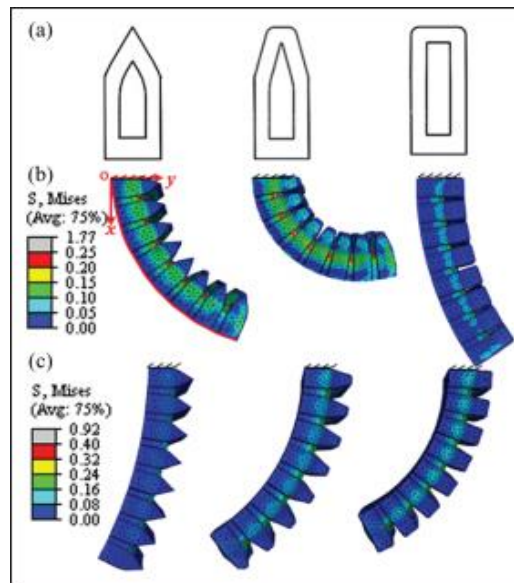 (a)
(b)
o
y
x
S, Mises
(Avg: 75%)
1.77
0.25
0.20
0.15
0.10
0.05
0.00
(c)
S, Mises
(Avg: 75%)
0.92
0.40
0.32
0.24
0.16
0.08
0.00